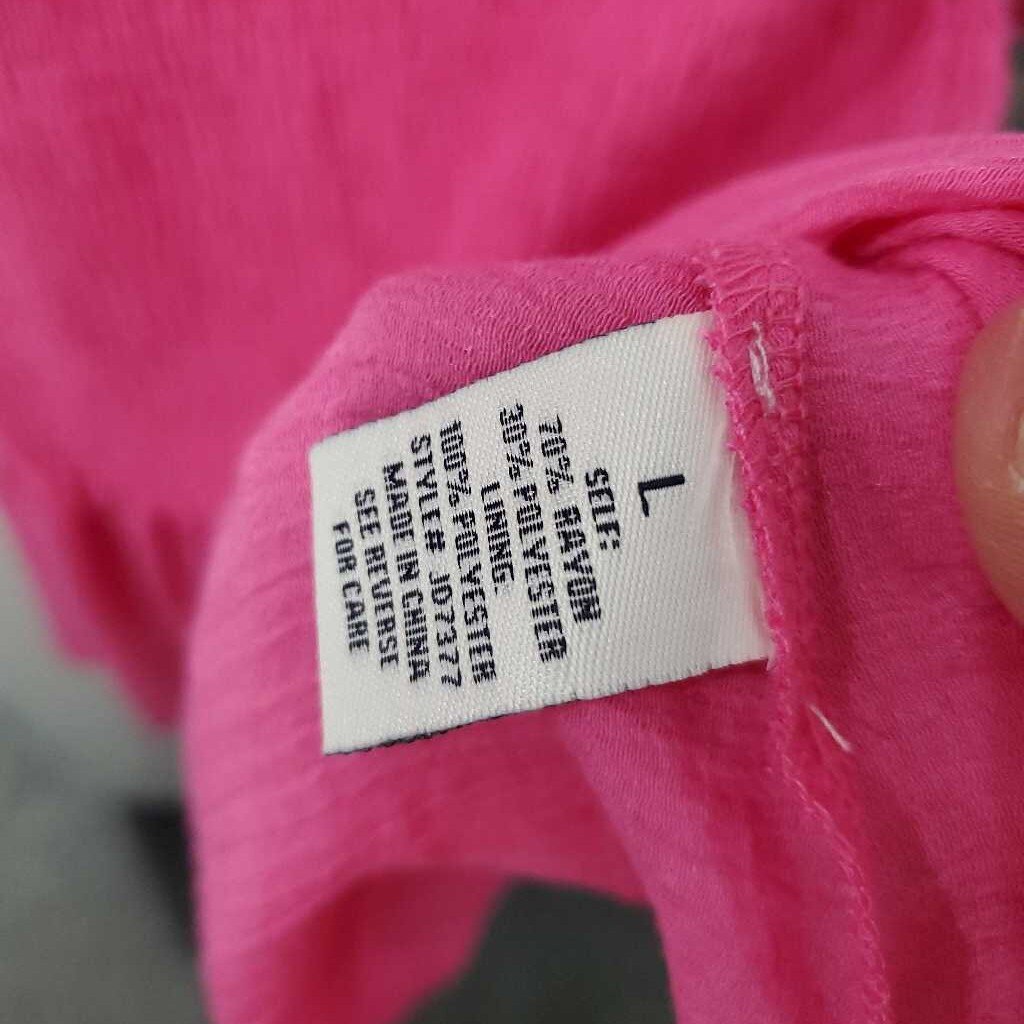 L
SELF:
70% RAYON
30% POLYESTER
LINING:
100% POLYESTER
STYLE# JD7377
MADE IN CHINA
SEE REVERSE
FOR CARE